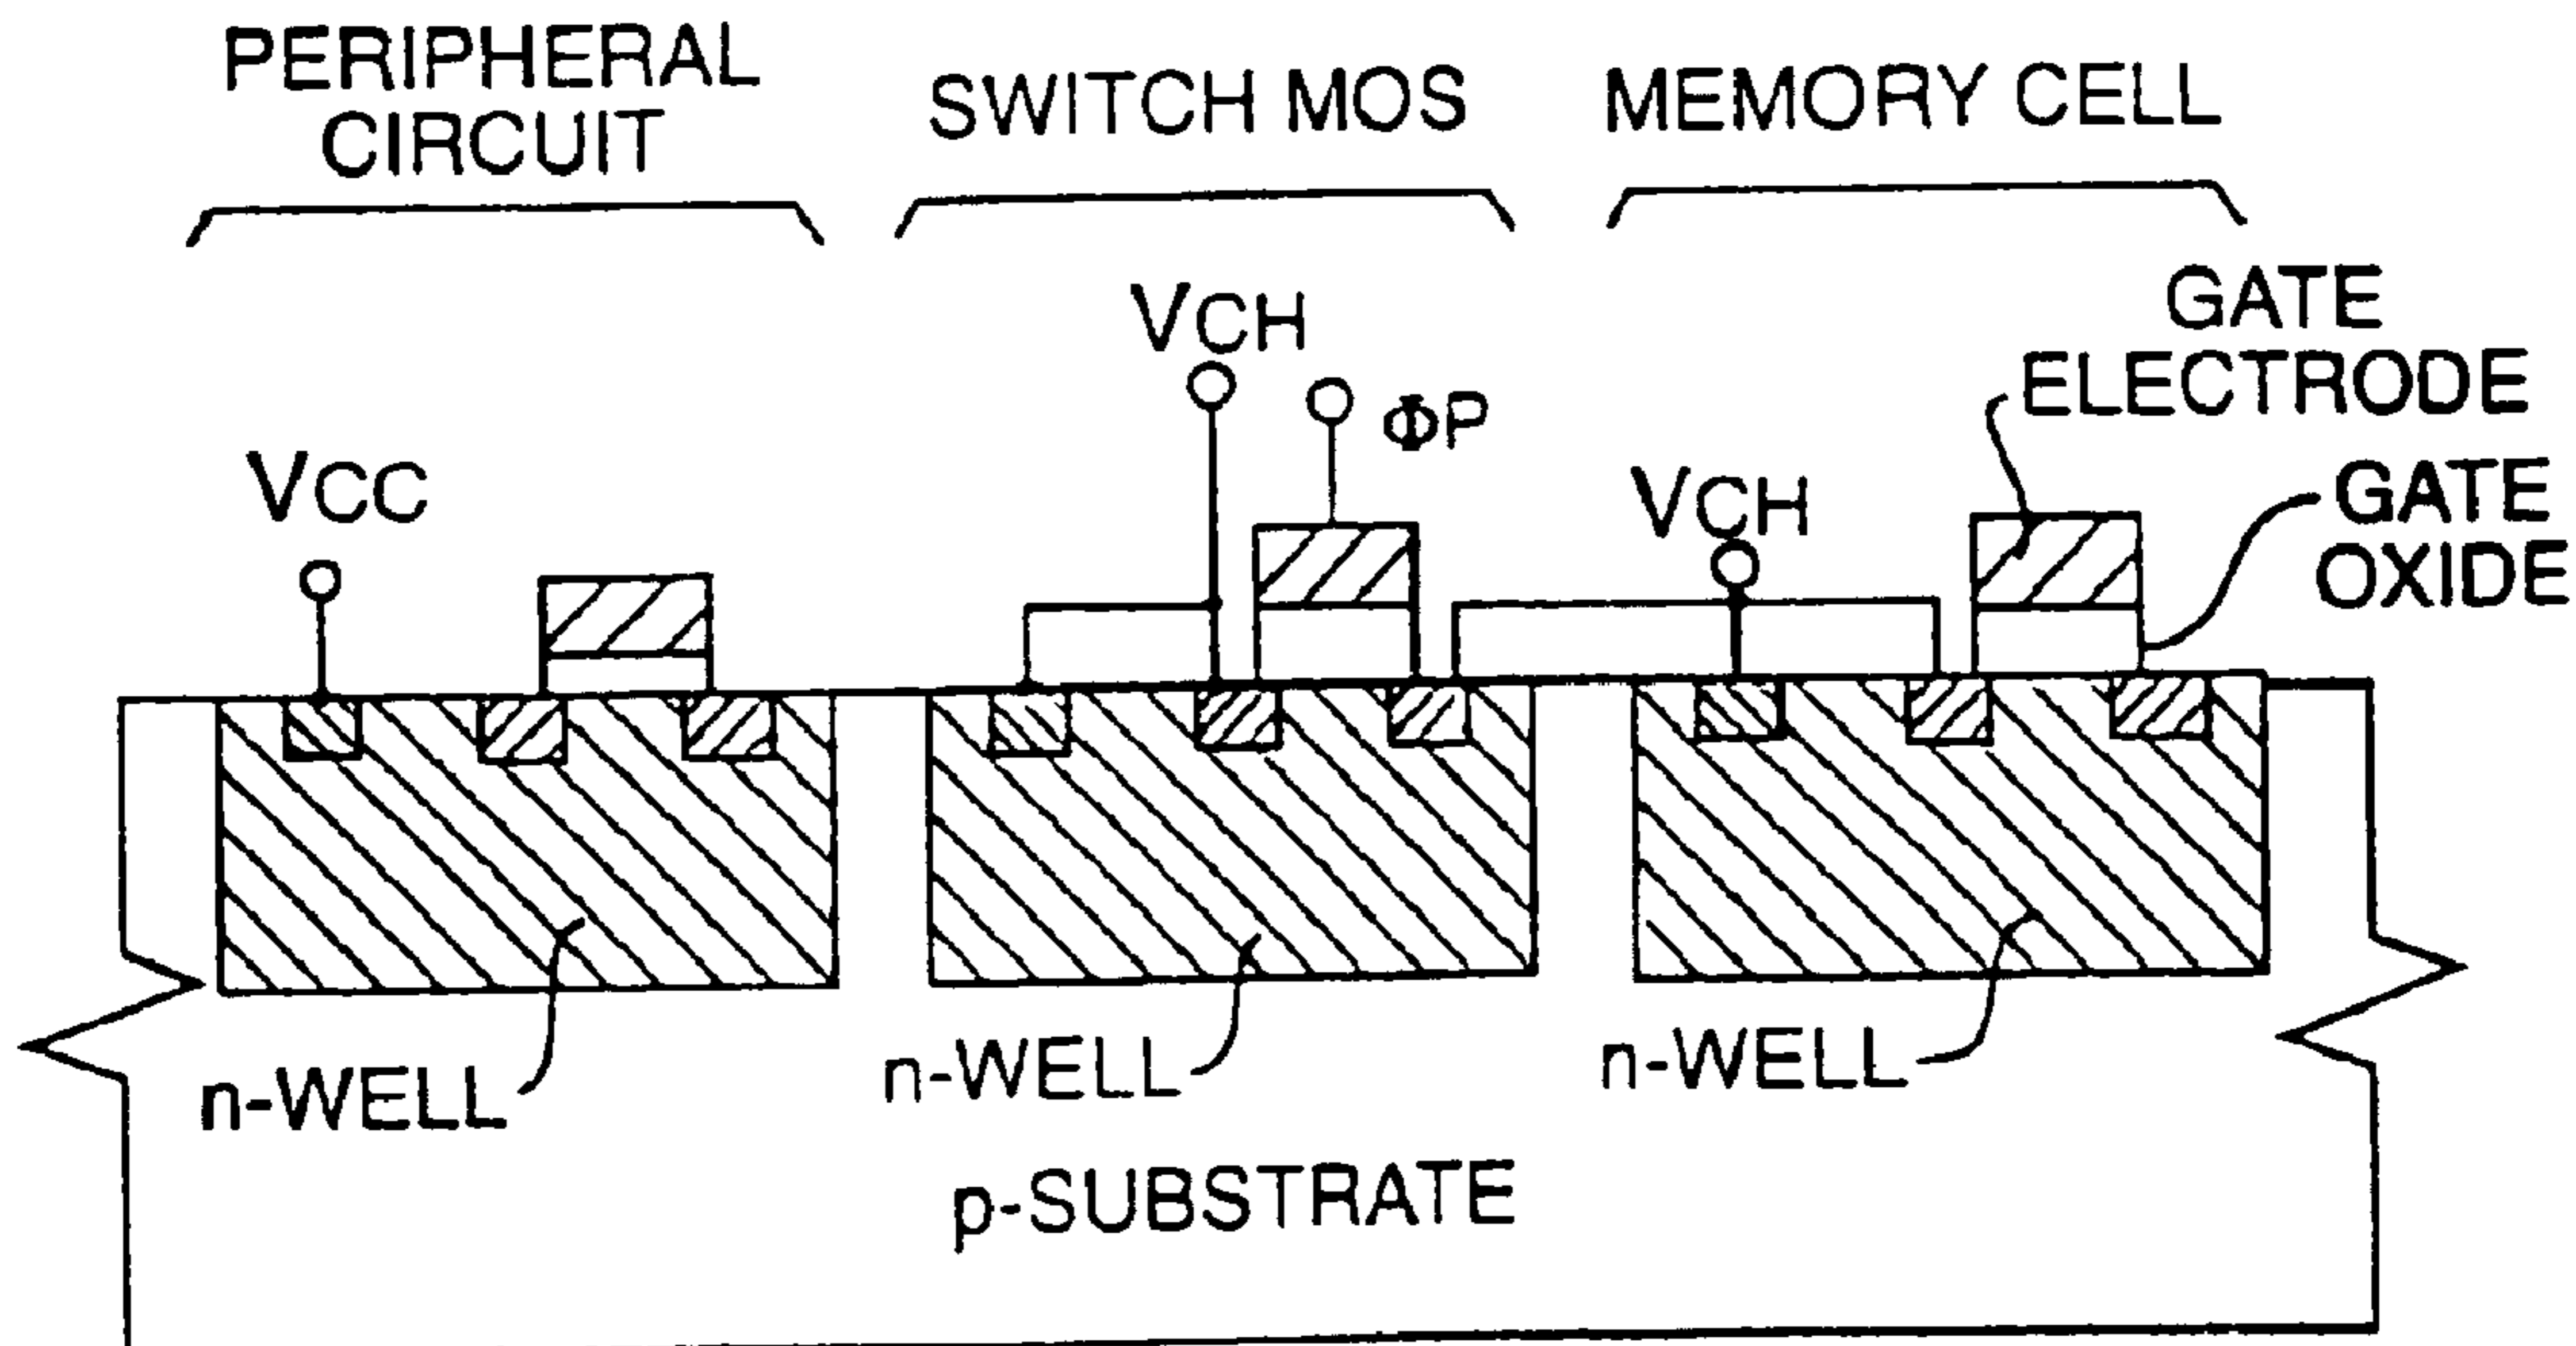 PERIPHERAL
CIRCUIT
SWITCH MOS
MEMORY CELL
VCH
ΦP
GATE
ELECTRODE
VCC
VCH
GATE
OXIDE
n-WELL
n-WELL
n-WELL
p-SUBSTRATE